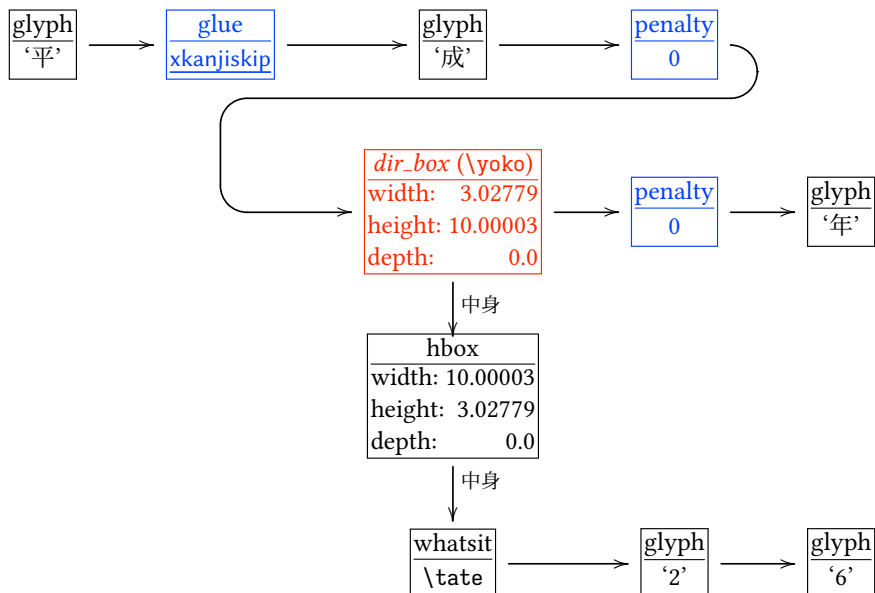 glyph
‘平’
glue
xkanjiskip
glyph
‘成’
penalty
0
dir_box (\yoko)
width: 3.02779
height: 10.00003
depth: 0.0
penalty
0
glyph
‘年’
中身
hbox
width: 10.00003
height: 3.02779
depth: 0.0
中身
whatsit
\tate
glyph
‘2’
glyph
‘6’